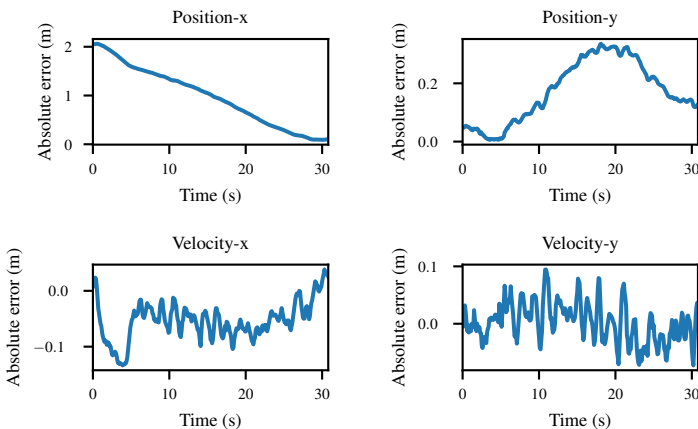 Position-x
Absolute error (m)
2
1
0
0 10 20 30
Time (s)
Position-y
Absolute error (m)
0.2
0.0
0 10 20 30
Time (s)
Velocity-x
Absolute error (m)
0.0
−0.1
0 10 20 30
Time (s)
Velocity-y
Absolute error (m)
0.1
0.0
0 10 20 30
Time (s)